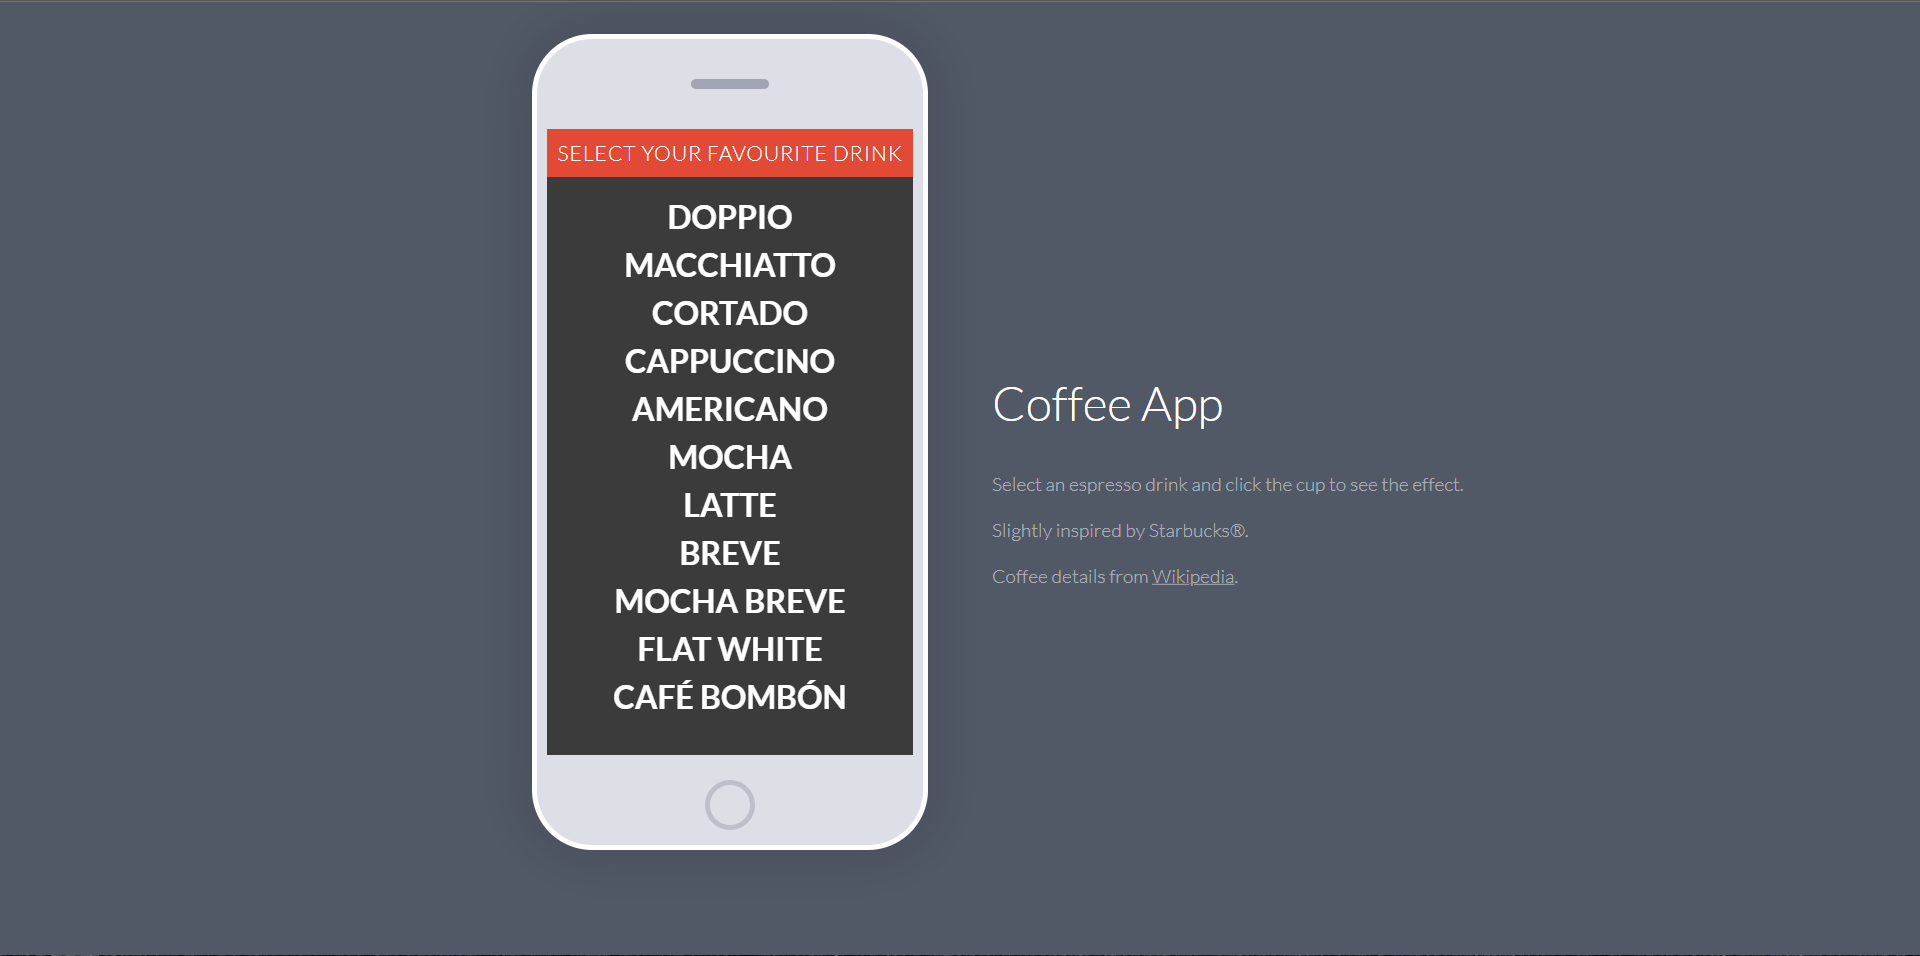 SELECT YOUR FAVOURITE DRINK
DOPPIO
MACCHIATTO
CORTADO
CAPPUCCINO
AMERICANO
MOCHA
LATTE
BREVE
MOCHA BREVE
FLAT WHITE
CAFÉ BOMBÓN
Coffee App
Select an espresso drink and click the cup to see the effect.
Slightly inspired by Starbucks®.
Coffee details from Wikipedia.